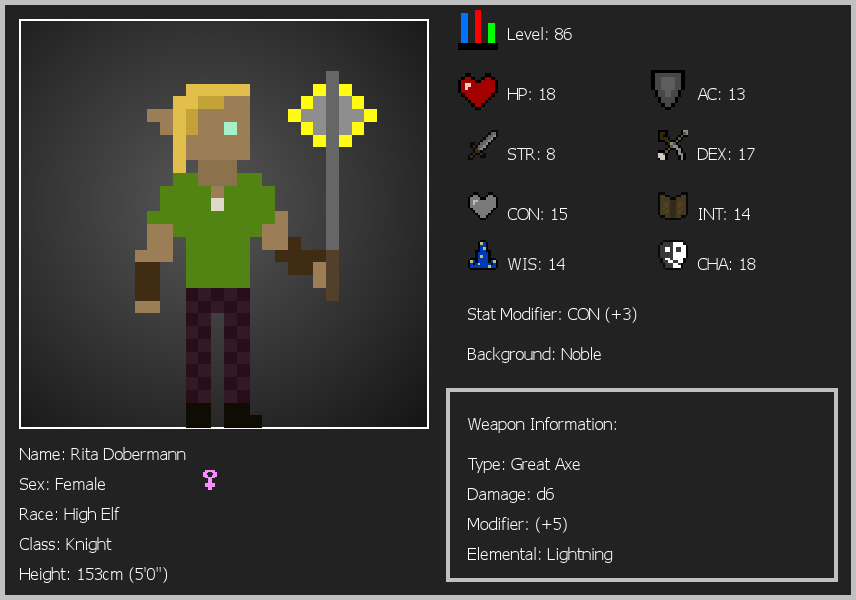 Level: 86
HP: 18
AC: 13
STR: 8
DEX: 17
CON: 15
INT: 14
WIS: 14
CHA: 18
Stat Modifier: CON (+3)
Background: Noble
Weapon Information:
Type: Great Axe
Damage: d6
Modifier: (+5)
Elemental: Lightning
Name: Rita Dobermann
Sex: Female
Race: High Elf
Class: Knight
Height: 153cm (5'0")